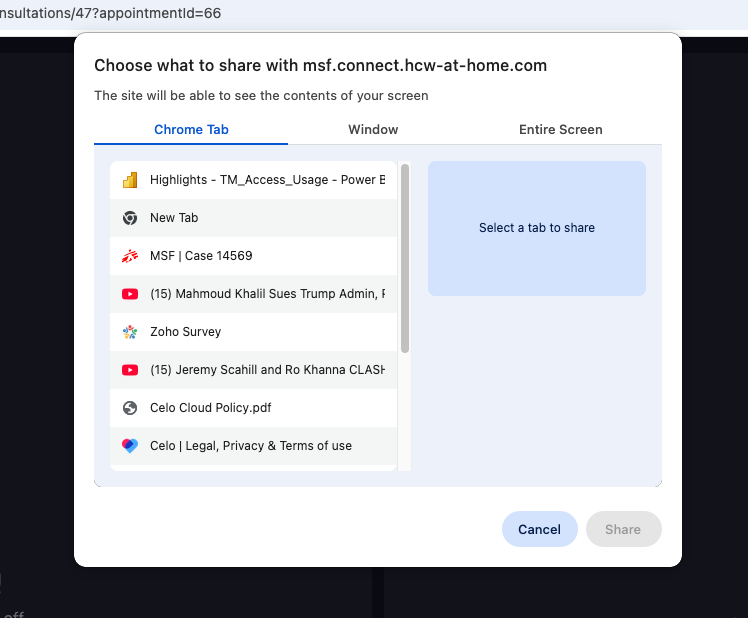 nsultations/47?appointmentId=66
Choose what to share with msf.connect.hcw-at-home.com
The site will be able to see the contents of your screen
Chrome Tab
Window
Entire Screen
Highlights - TM_Access_Usage - Power B
New Tab
MSF | Case 14569
(15) Mahmoud Khalil Sues Trump Admin,
Zoho Survey
(15) Jeremy Scahill and Ro Khanna CLASH
Celo Cloud Policy.pdf
Celo | Legal, Privacy & Terms of use
Select a tab to share
Cancel
Share
off